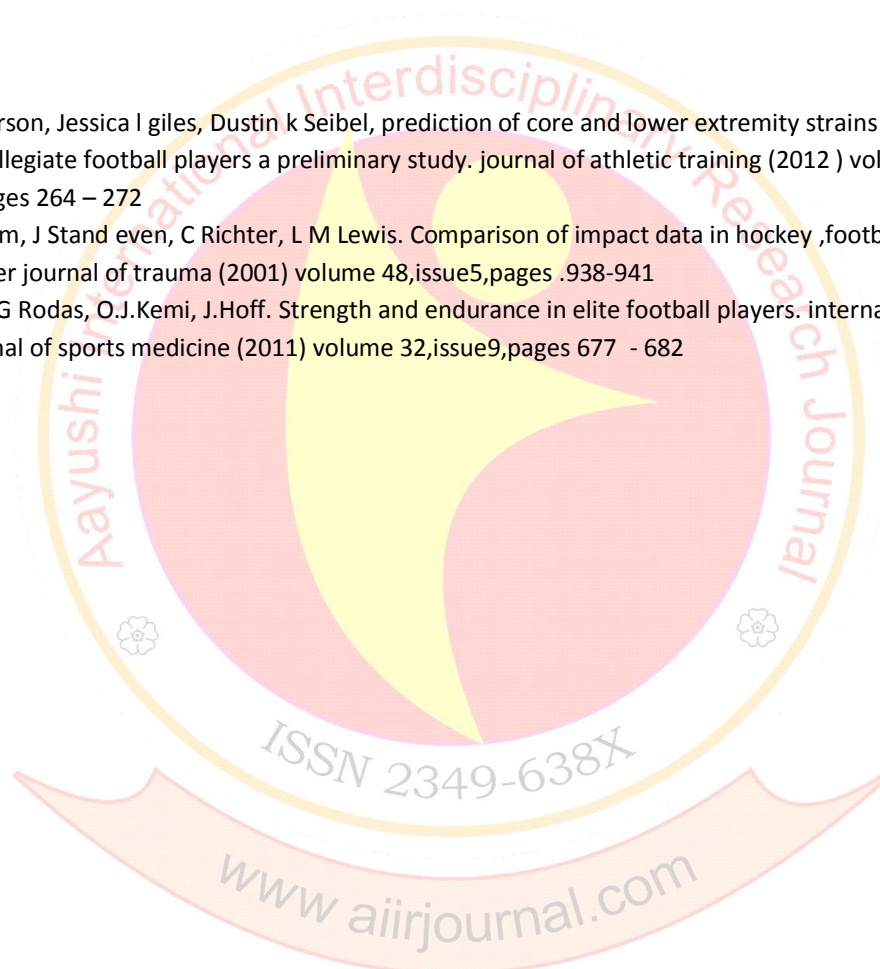 rson, Jessica l giles, Dustin k Seibel, prediction of core and lower extremity strains
llegiate football players a preliminary study. journal of athletic training (2012 ) vol
ges 264 – 272
m, J Stand even, C Richter, L M Lewis. Comparison of impact data in hockey ,footb
er journal of trauma (2001) volume 48,issue5,pages .938-941
G Rodas, O.J.Kemi, J.Hoff. Strength and endurance in elite football players. interna
nal of sports medicine (2011) volume 32,issue9,pages 677 - 682
Aayushi International Interdisciplinary Research Journal
ISSN 2349-638X
www aiirjournal.com